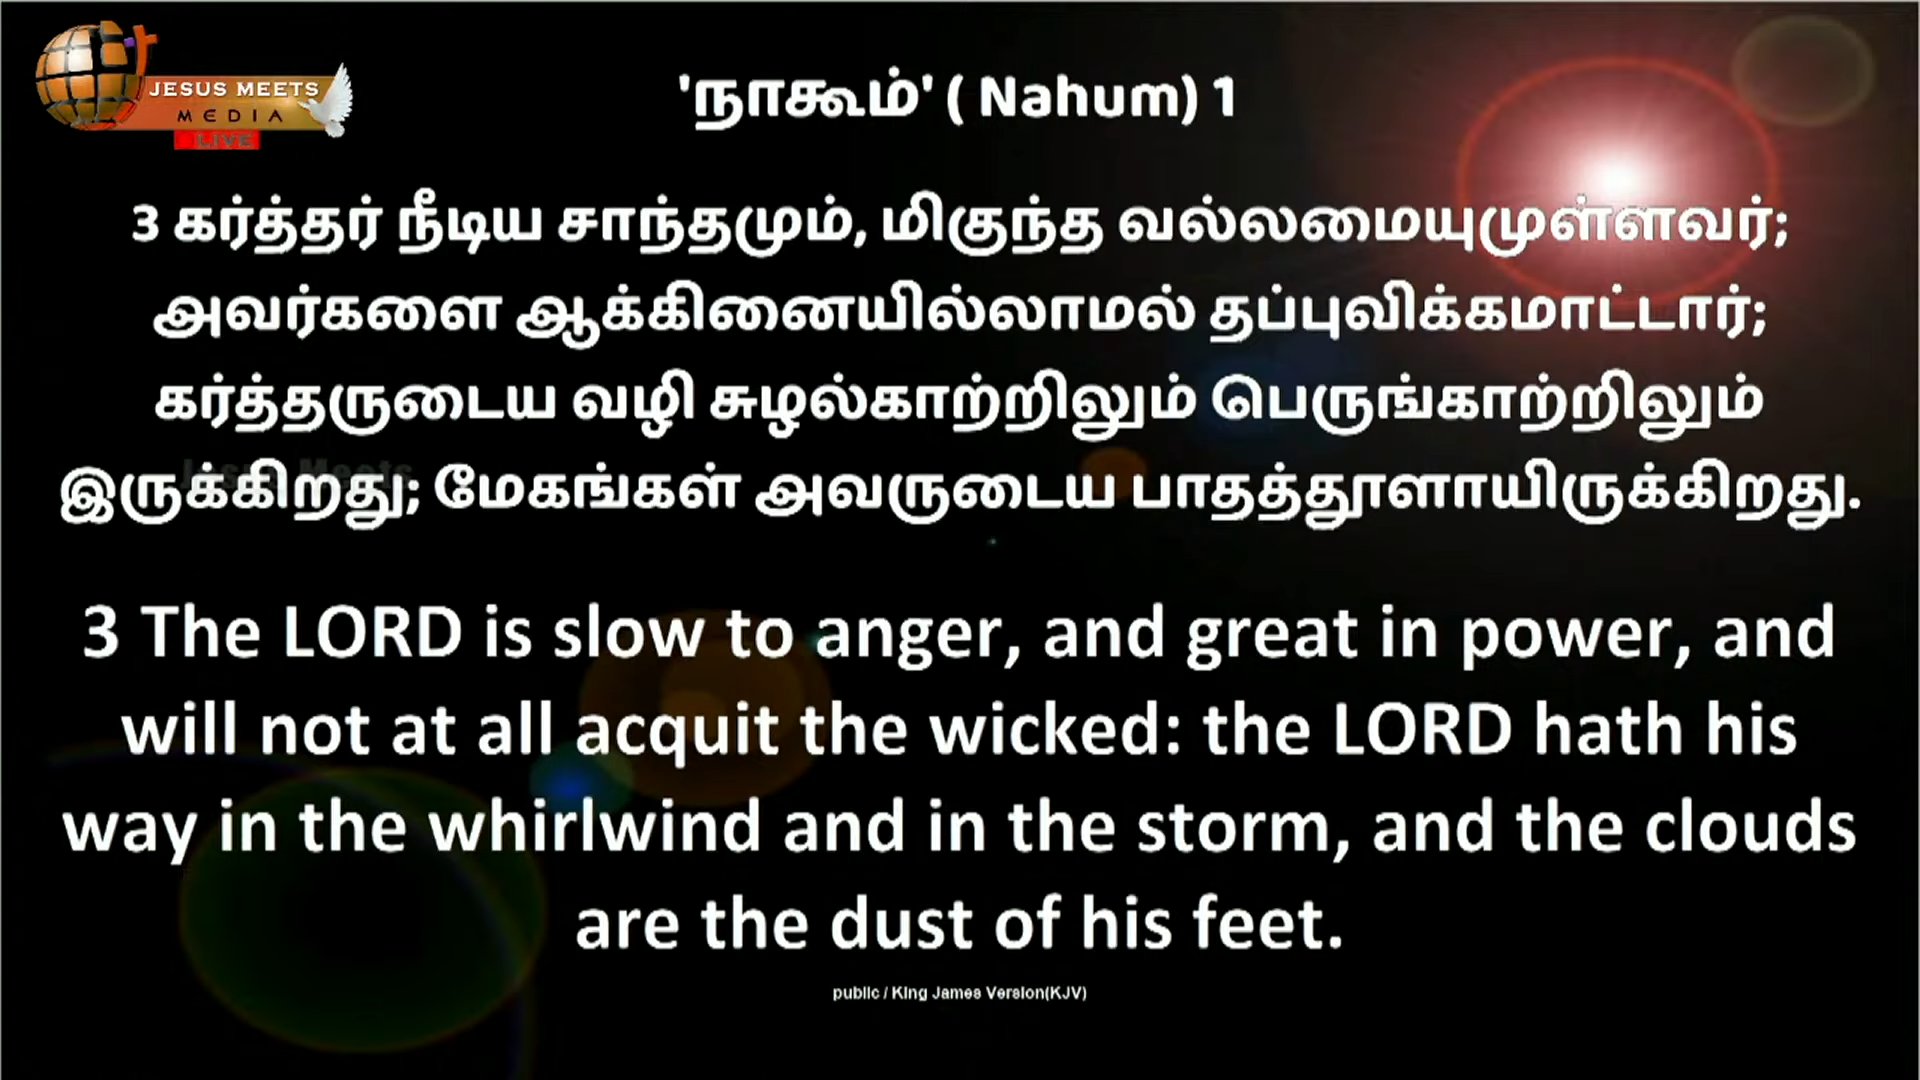 JESUS MEETS
MEDIA
LIVE
'நாகூம்' ( Nahum) 1
3 கர்த்தர் நீடிய சாந்தமும், மிகுந்த வல்லமையுமுள்ளவர்;
அவர்களை ஆக்கினையில்லாமல் தப்புவிக்கமாட்டார்;
கர்த்தருடைய வழி சுழல்காற்றிலும் பெருங்காற்றிலும்
இருக்கிறது; மேகங்கள் அவருடைய பாதத்தூளாயிருக்கிறது.
Jesus Meets
3 The LORD is slow to anger, and great in power, and
will not at all acquit the wicked: the LORD hath his
way in the whirlwind and in the storm, and the clouds
are the dust of his feet.
public / King James Version(KJV)